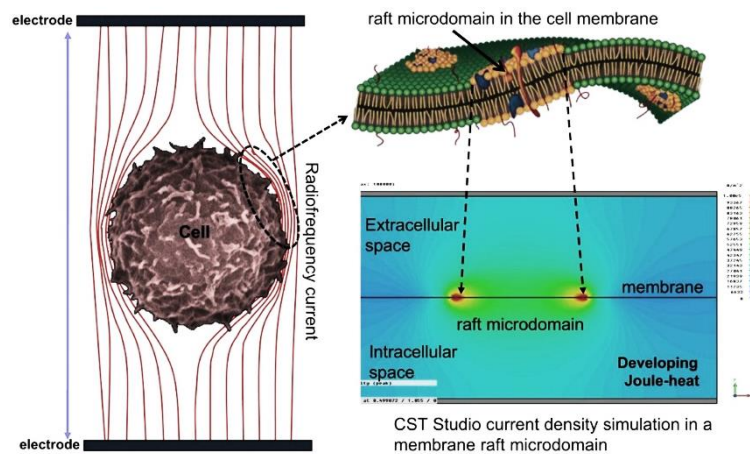 electrode
raft microdomain in the cell membrane
Radiofrequency current
Cell
Extracellular
space
membrane
raft microdomain
Intracellular
space
Developing
Joule-heat
electrode
CST Studio current density simulation in a
membrane raft microdomain